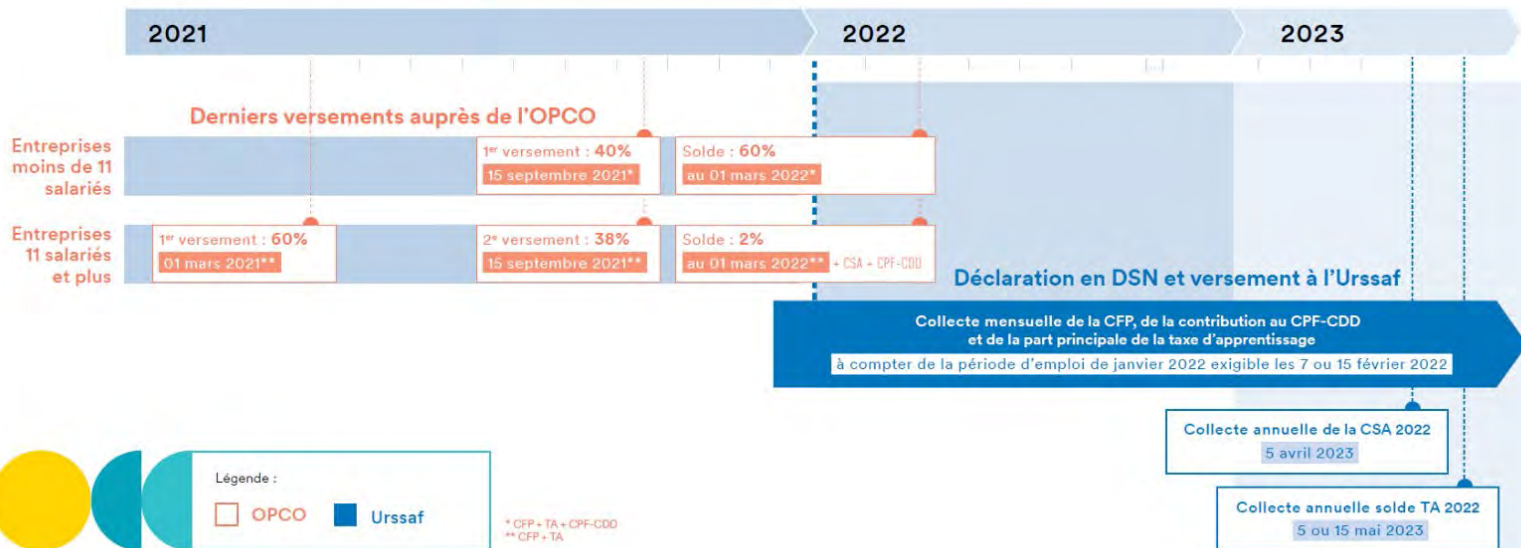 2021
2022
2023
Derniers versements auprès de l'OPCO
Entreprises
moins de 11
salariés
1er versement : 40%
15 septembre 2021*
Solde : 60%
au 01 mars 2022*
Entreprises
11 salariés
et plus
1er versement : 60%
01 mars 2021**
2e versement : 38%
15 septembre 2021**
Solde : 2%
au 01 mars 2022** + CSA + CPF-CDD
Déclaration en DSN et versement à l'Urssaf
Collecte mensuelle de la CFP, de la contribution au CPF-CDD
et de la part principale de la taxe d'apprentissage
à compter de la période d'emploi de janvier 2022 exigible les 7 ou 15 février 2022
Collecte annuelle de la CSA 2022
5 avril 2023
Collecte annuelle solde TA 2022
5 ou 15 mai 2023
Légende :
OPCO
Urssaf
* CFP + TA + CPF-CDD
** CFP + TA